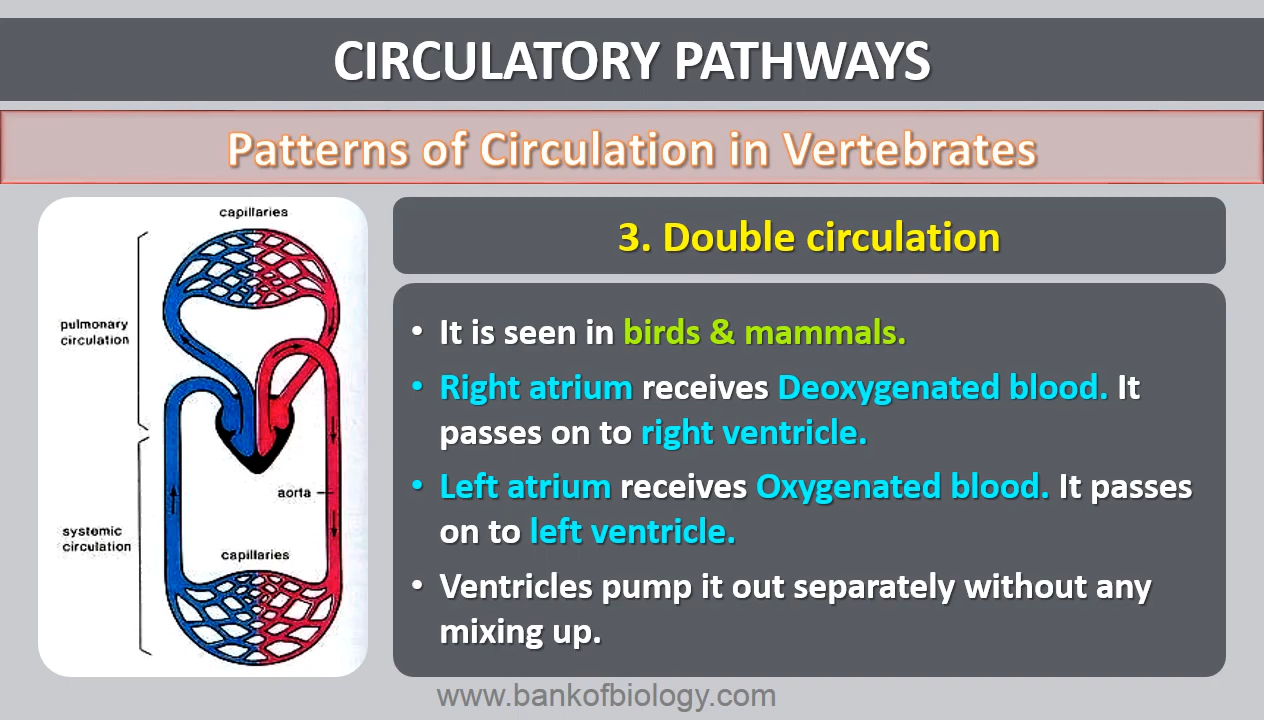 CIRCULATORY PATHWAYS
Patterns of Circulation in Vertebrates
capillaries
pulmonary
circulation
aorta
systemic
circulation
capillaries
3. Double circulation
• It is seen in birds & mammals.
• Right atrium receives Deoxygenated blood. It
passes on to right ventricle.
• Left atrium receives Oxygenated blood. It passes
on to left ventricle.
• Ventricles pump it out separately without any
mixing up.
www.bankofbiology.com